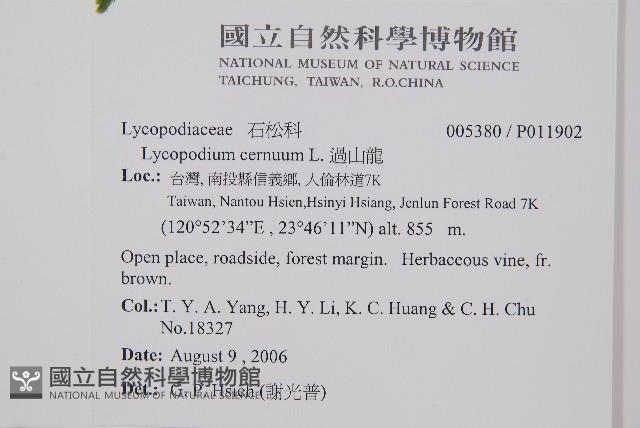 國立自然科學博物館
NATIONAL MUSEUM OF NATURAL SCIENCE
TAICHUNG, TAIWAN, R.O.CHINA
Lycopodiaceae 石松科 005380 / P011902
Lycopodium cernuum L. 過山龍
Loc.: 台灣, 南投縣信義鄉, 人倫林道7K
Taiwan, Nantou Hsien,Hsinyi Hsiang, Jenlun Forest Road 7K
(120°52’34”E , 23°46’11”N) alt. 855 m.
Open place, roadside, forest margin. Herbaceous vine, fr.
brown.
Col.: T. Y. A. Yang, H. Y. Li, K. C. Huang & C. H. Chu
No.18327
Date: August 9 , 2006
Det.: G. P. Hsieh (謝光普)
國立自然科學博物館
NATIONAL MUSEUM OF NATURAL SCIENCE